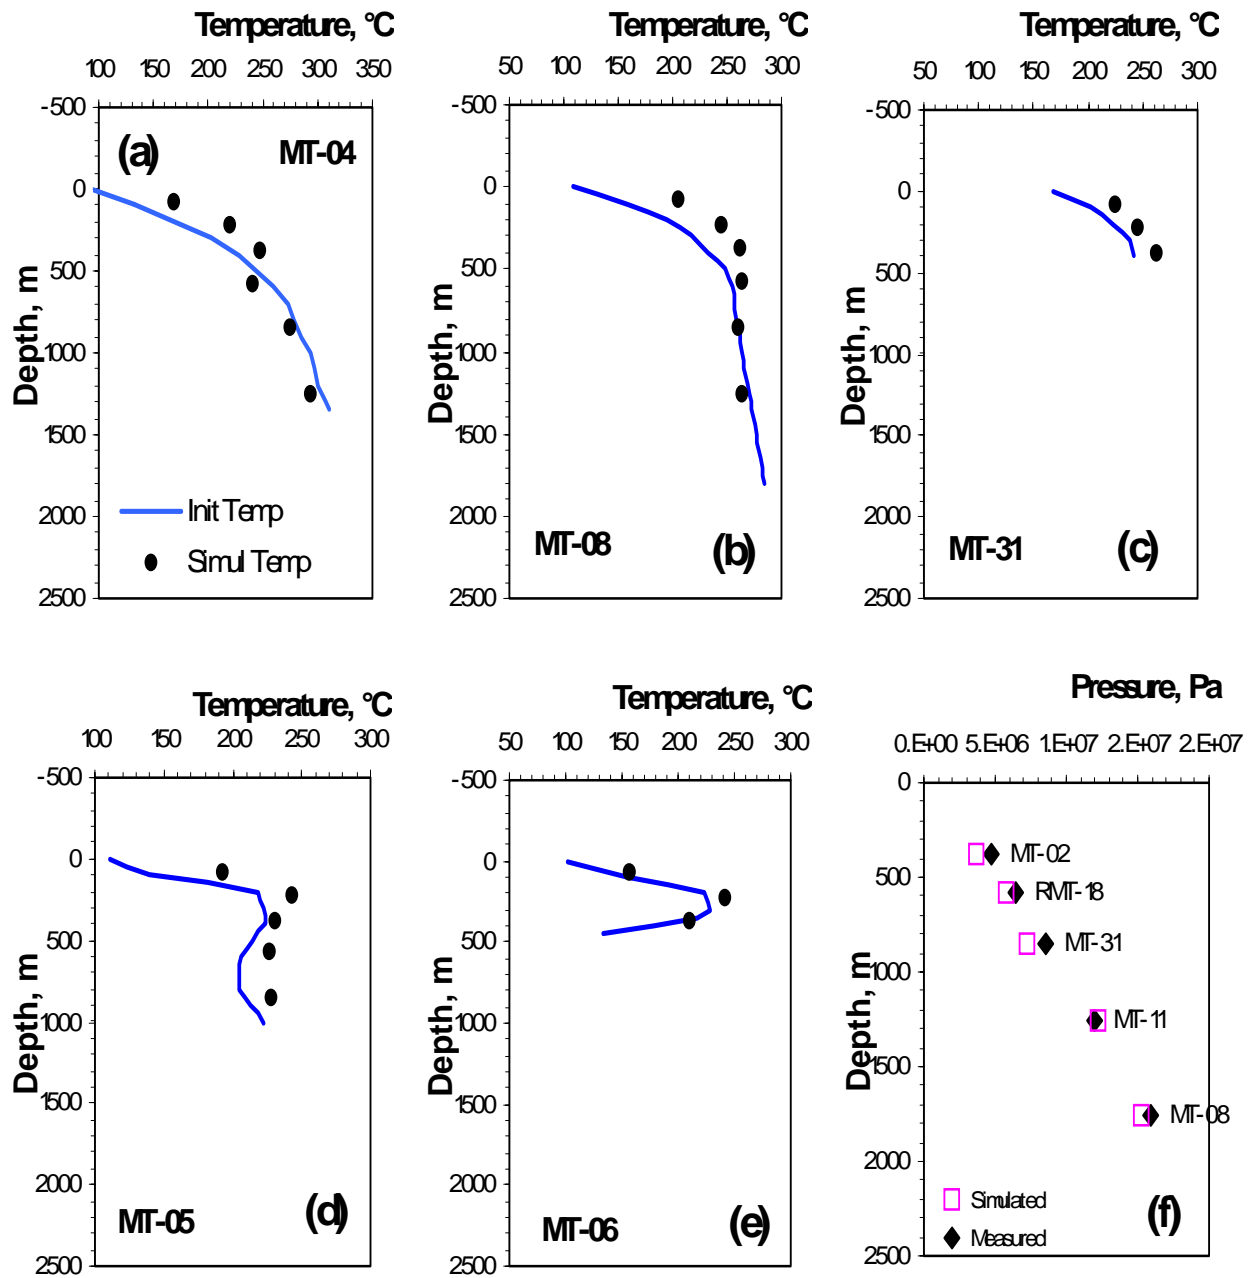 Temperature, °C
100 150 200 250 300 350
-500
0
500
1000
1500
2000
2500
Depth, m
(a)
MT-04
Init Temp
Simul Temp
Temperature, °C
50 100 150 200 250 300
-500
0
500
1000
1500
2000
2500
Depth, m
MT-08
(b)
Temperature, °C
50 100 150 200 250 300
-500
0
500
1000
1500
2000
2500
Depth, m
MT-31
(c)
Temperature, °C
100 150 200 250 300
-500
0
500
1000
1500
2000
2500
Depth, m
MT-05
(d)
Temperature, °C
50 100 150 200 250 300
-500
0
500
1000
1500
2000
2500
Depth, m
MT-06
(e)
Pressure, Pa
0.E+00 5.E+06 1.E+07 2.E+07 2.E+07
0
500
1000
1500
2000
2500
Depth, m
MT-02
RMT-18
MT-31
MT-11
MT-08
Simulated
Measured
(f)